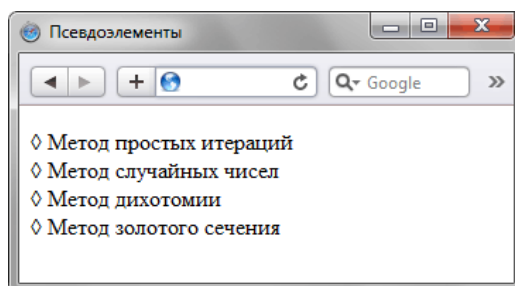 Псевдоэлементы
Google
◊ Метод простых итераций
◊ Метод случайных чисел
◊ Метод дихотомии
◊ Метод золотого сечения